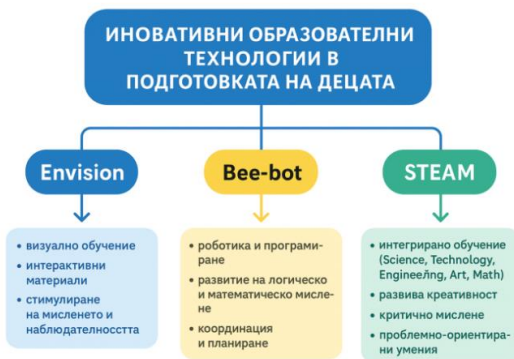 ИНОВАТИВНИ ОБРАЗОВАТЕЛНИ
ТЕХНОЛОГИИ В
ПОДГОТОВКАТА НА ДЕЦАТА
Envision
• визуално обучение
• интерактивни
материали
• стимулиране
на мисленето и
наблюдателносстта
Bee-bot
• роботика и програми-
ране
• развитие на логическо
и математическо мисле-
не
• координация
и планиране
STEAM
• интегрирано обучение
(Science, Technology,
Engineeing, Art, Math)
• развива креативност
• критично мислене
• проблемно-ориентира-
ни умения